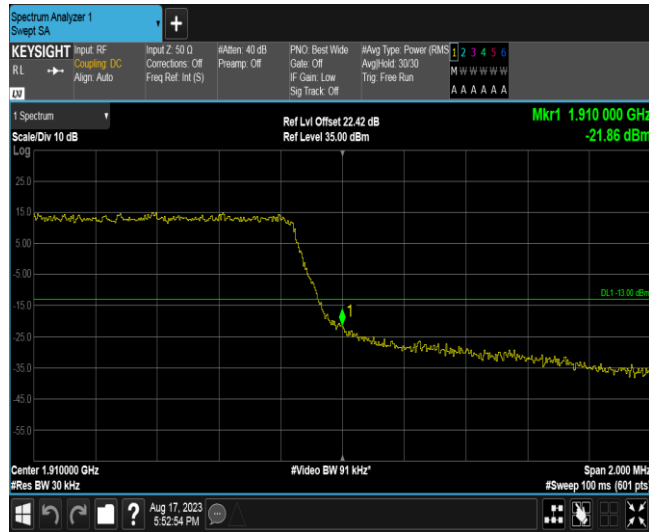 Spectrum Analyzer 1
Swept SA
KEYSIGHT
Input: RF
Coupling: DC
Align: Auto
Input Z: 50 Ω
Corrections: Off
Freq Ref: Int (S)
#Atten: 40 dB
Preamp: Off
PNO: Best Wide
Gate: Off
IF Gain: Low
Sig Track: Off
#Avg Type: Power (RMS
Avg|Hold: 30/30
Trig: Free Run
1 2 3 4 5 6
M W W W W W
A A A A A A
R L
LXI
1 Spectrum
Scale/Div 10 dB
Log
Ref Lvl Offset 22.42 dB
Ref Level 35.00 dBm
Mkr1 1.910 000 GHz
-21.86 dBm
25.0
15.0
5.00
-5.00
DL1 -13.00 dBm
-15.0
1
-25.0
-35.0
-45.0
-55.0
Center 1.910000 GHz
#Res BW 30 kHz
#Video BW 91 kHz*
Span 2.000 MHz
#Sweep 100 ms (601 pts)
?
Aug 17, 2023
5:52:54 PM